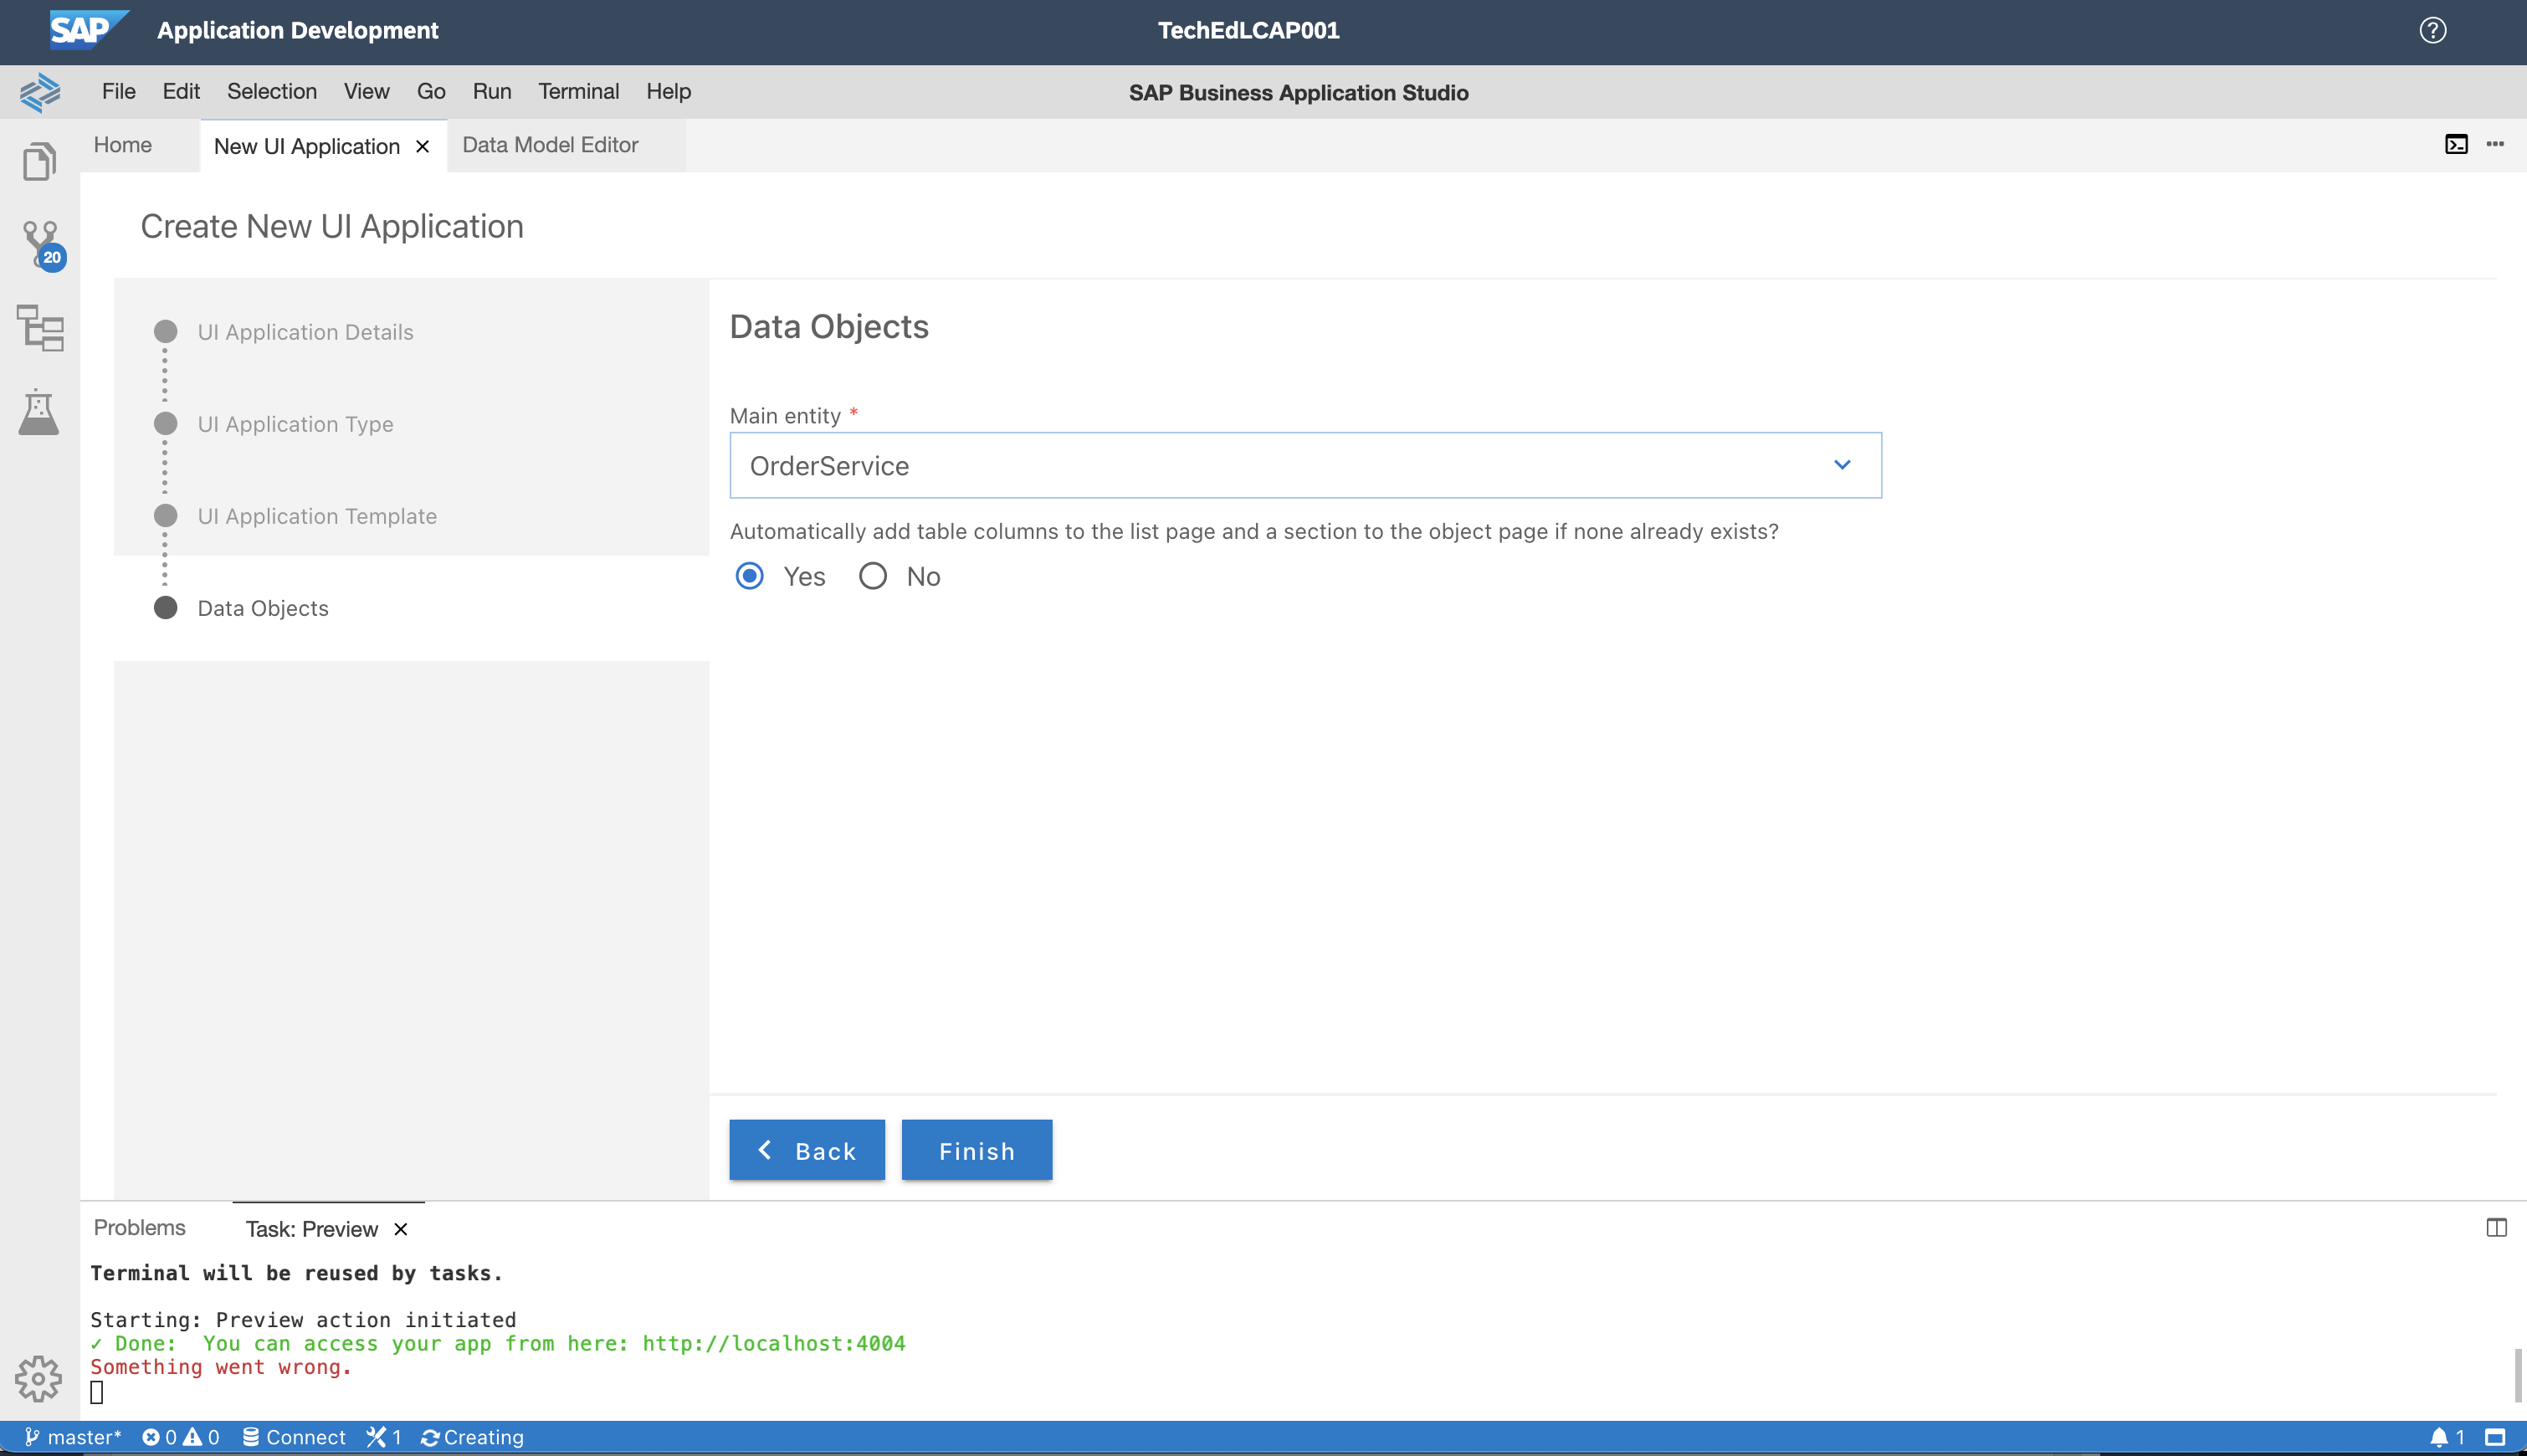 SAP Application Development TechEdLCAP001 ?
File Edit Selection View Go Run Terminal Help SAP Business Application Studio
Home New UI Application Data Model Editor
20
Create New UI Application
UI Application Details
UI Application Type
UI Application Template
Data Objects
Data Objects
Main entity *
OrderService
Automatically add table columns to the list page and a section to the object page if none already exists?
Yes No
Back Finish
Problems Task: Preview
Terminal will be reused by tasks.
Starting: Preview action initiated
✓ Done: You can access your app from here: http://localhost:4004
Something went wrong.
master* 0 0 Connect 1 Creating 1